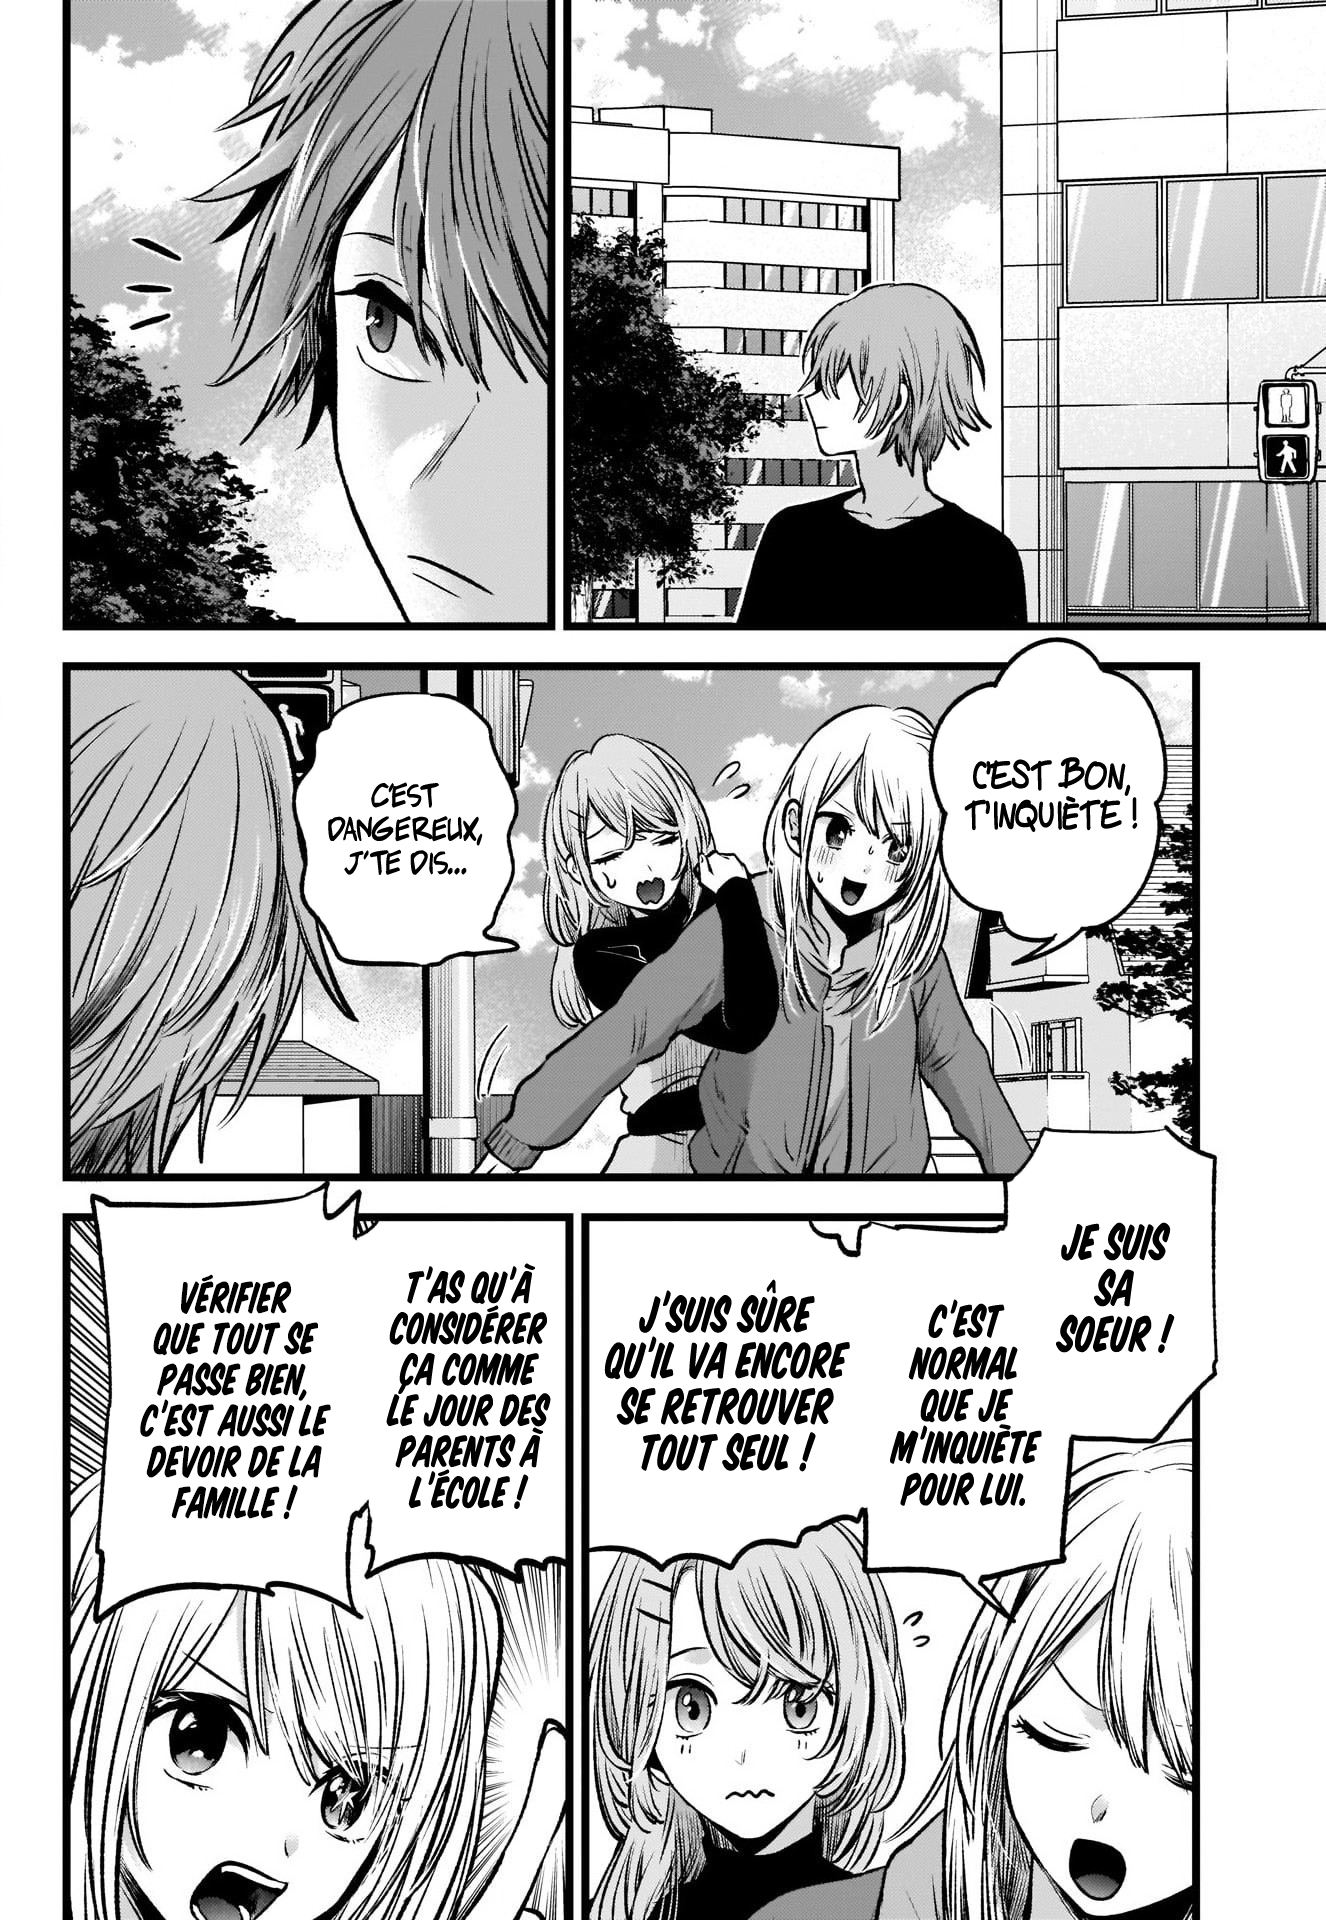 C'EST BON,
T'INQUIÈTE !
C'EST
DANGEREUX,
J'TE DIS...
JE SUIS
SA
SOEUR !
C'EST
NORMAL
QUE JE
M'INQUIÈTE
POUR LUI.
J'SUIS SÛRE
QU'IL VA ENCORE
SE RETROUVER
TOUT SEUL !
T'AS QU'À
CONSIDÉRER
ÇA COMME
LE JOUR DES
PARENTS À
L'ÉCOLE !
VÉRIFIER
QUE TOUT SE
PASSE BIEN,
C'EST AUSSI LE
DEVOIR DE LA
FAMILLE !